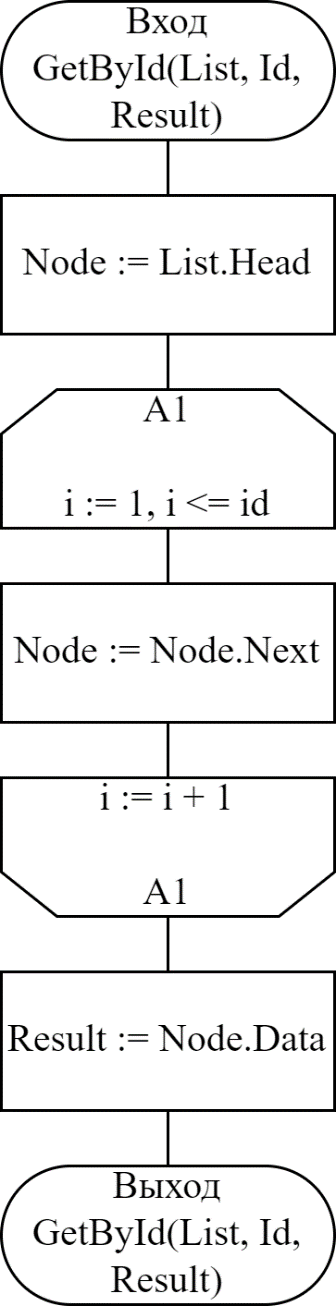 Вход
GetById(List, Id,
Result)
Node := List.Head
A1
i := 1, i <= id
Node := Node.Next
i := i + 1
A1
Result := Node.Data
Выход
GetById(List, Id,
Result)